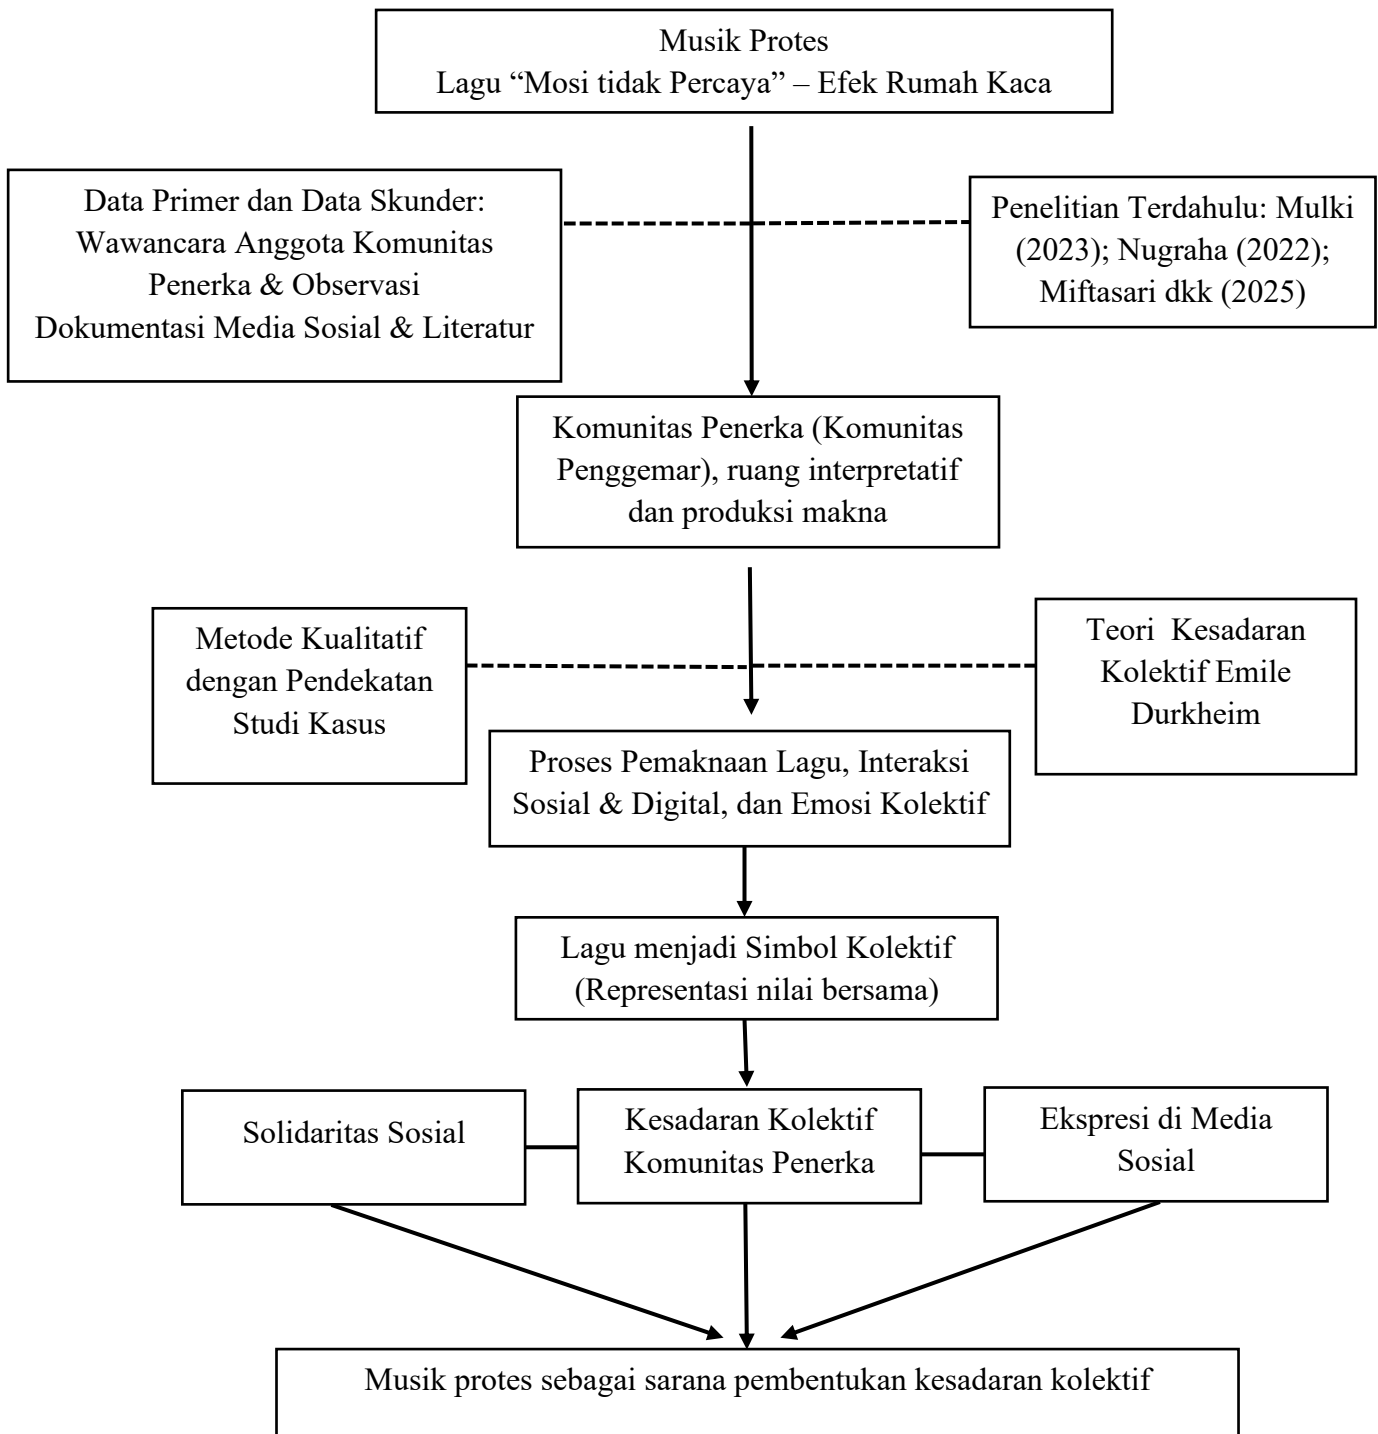 Musik Protes
Lagu “Mosi tidak Percaya” – Efek Rumah Kaca
Data Primer dan Data Skunder:
Wawancara Anggota Komunitas
Penerka & Observasi
Dokumentasi Media Sosial & Literatur
Penelitian Terdahulu: Mulki
(2023); Nugraha (2022);
Miftasari dkk (2025)
Komunitas Penerka (Komunitas
Penggemar), ruang interpretatif
dan produksi makna
Metode Kualitatif
dengan Pendekatan
Studi Kasus
Teori Kesadaran
Kolektif Emile
Durkheim
Proses Pemaknaan Lagu, Interaksi
Sosial & Digital, dan Emosi Kolektif
Lagu menjadi Simbol Kolektif
(Representasi nilai bersama)
Solidaritas Sosial
Kesadaran Kolektif
Komunitas Penerka
Ekspresi di Media
Sosial
Musik protes sebagai sarana pembentukan kesadaran kolektif